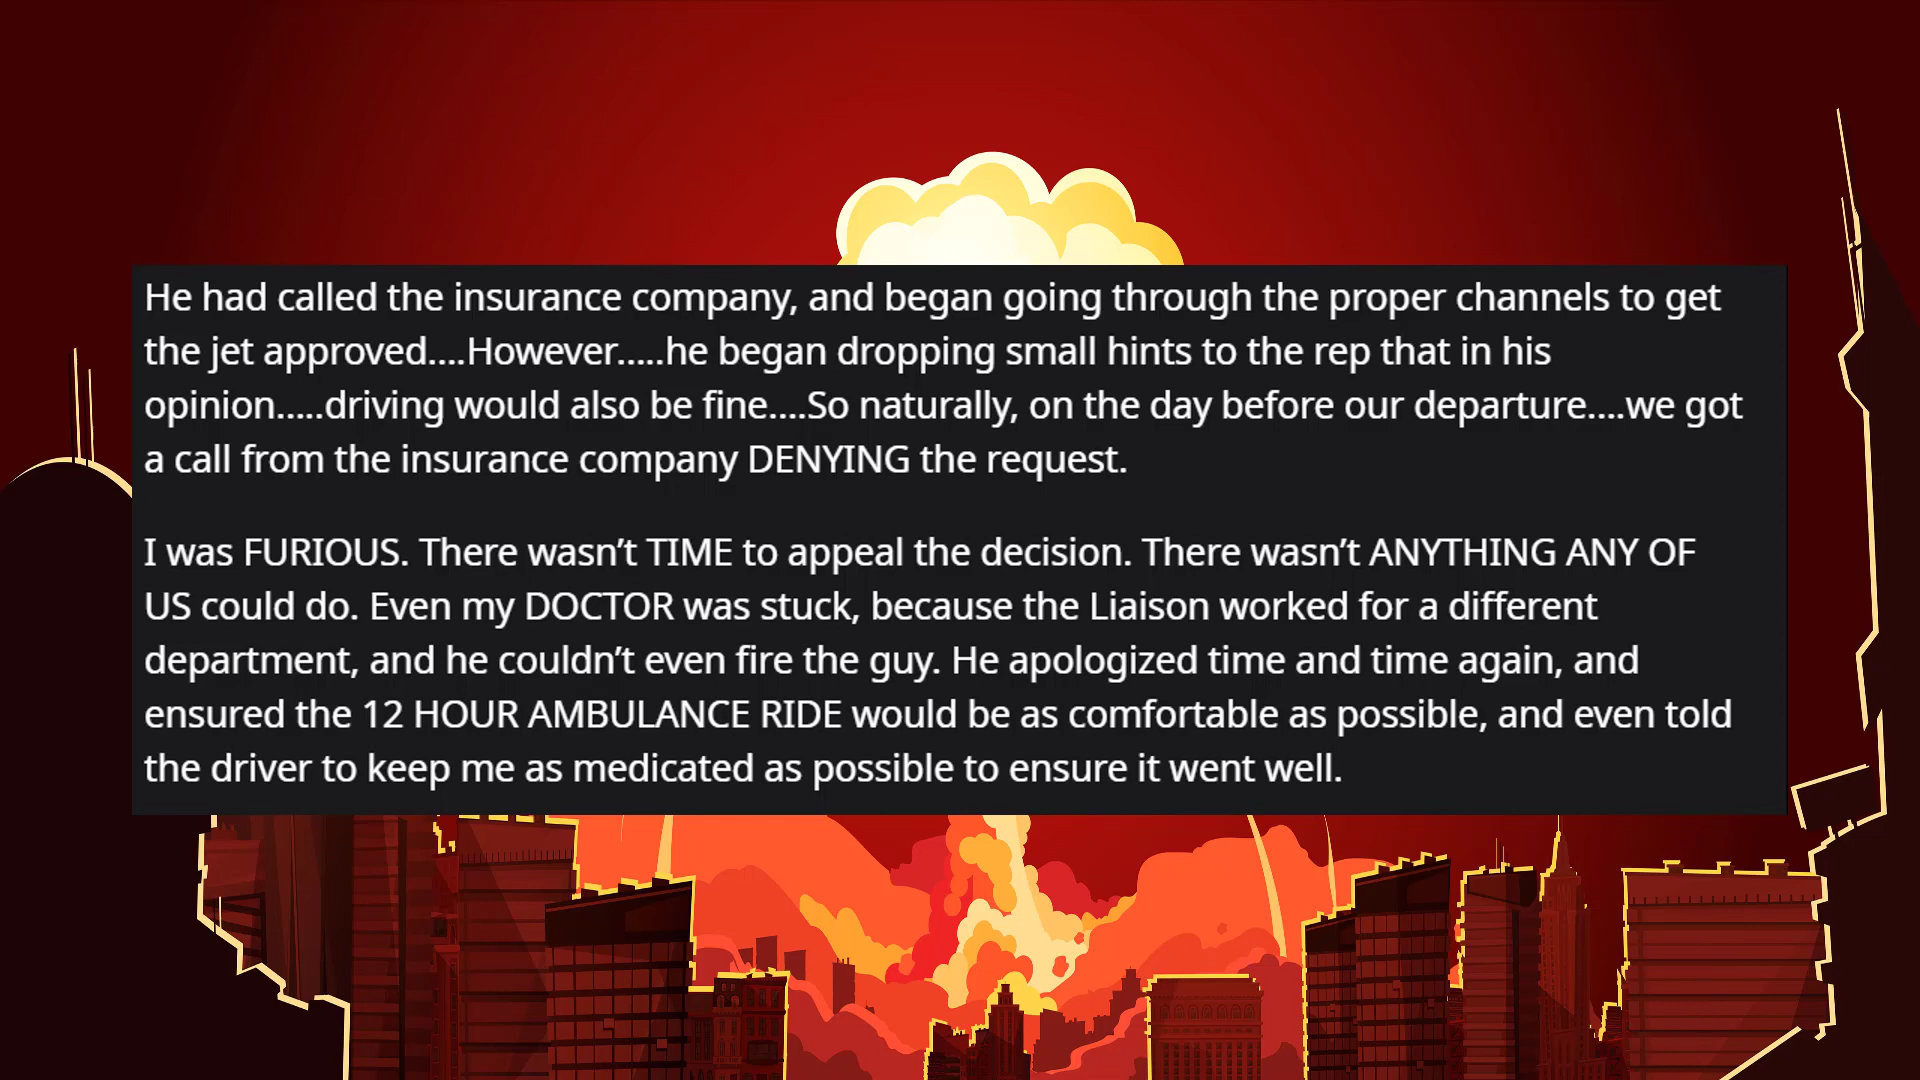 He had called the insurance company, and began going through the proper channels to get
the jet approved....However.....he began dropping small hints to the rep that in his
opinion.....driving would also be fine....So naturally, on the day before our departure....we got
a call from the insurance company DENYING the request.
I was FURIOUS. There wasn’t TIME to appeal the decision. There wasn’t ANYTHING ANY OF
US could do. Even my DOCTOR was stuck, because the Liaison worked for a different
department, and he couldn’t even fire the guy. He apologized time and time again, and
ensured the 12 HOUR AMBULANCE RIDE would be as comfortable as possible, and even told
the driver to keep me as medicated as possible to ensure it went well.